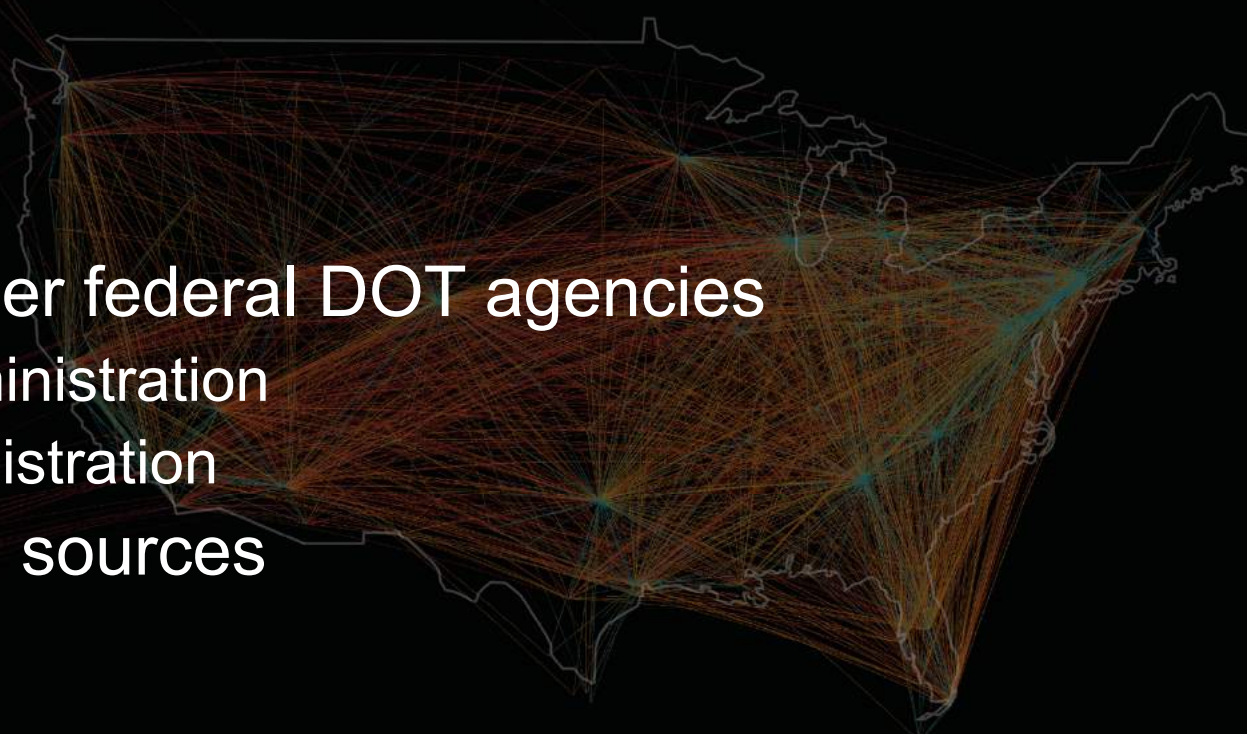 er federal DOT agencies
inistration
istration
sources